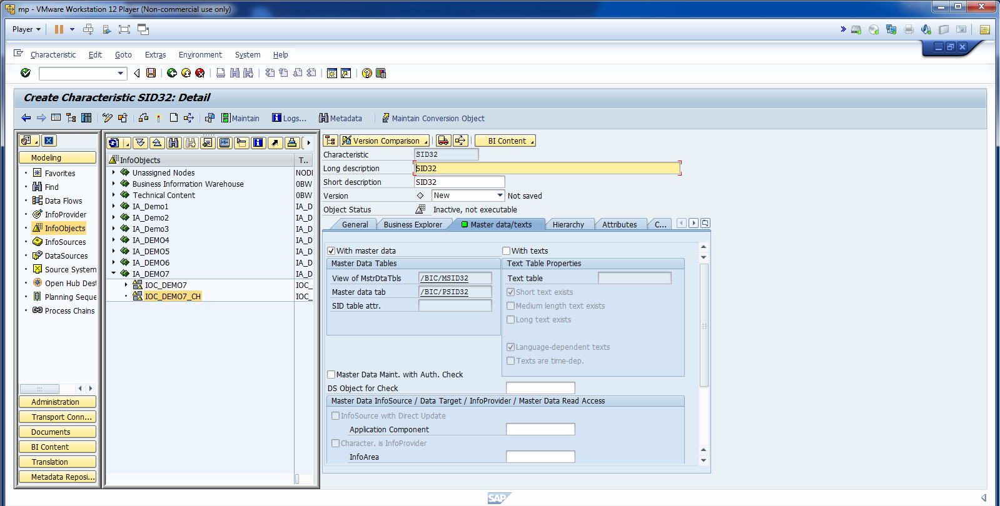 mp - VMware Workstation 12 Player (Non-commercial use only)
Player
Characteristic Edit Goto Extras Environment System Help
Create Characteristic SID32: Detail
Maintain Logs... Metadata Maintain Conversion Object
Modeling
Favorites
Find
Data Flows
InfoProvider
InfoObjects
InfoSources
DataSources
Source System
Open Hub Dest
Planning Seque
Process Chains
Administration
Transport Conn...
Documents
BI Content
Translation
Metadata Reposi...
InfoObjects T..
Unassigned Nodes NODI
Business Information Warehouse 0BW
Technical Content 0BW
IA_Demo1 IA_D
IA_Demo2 IA_D
IA_Demo3 IA_D
IA_DEMO4 IA_D
IA_DEMO5 IA_D
IA_DEMO6 IA_D
IA_DEMO7 IA_D
IOC_DEMO7 IOC_
IOC_DEMO7_CH IOC_
Version Comparison BI Content
Characteristic SID32
Long description SID32
Short description SID32
Version New Not saved
Object Status Inactive, not executable
General Business Explorer Master data/texts Hierarchy Attributes C...
With master data With texts
Master Data Tables Text Table Properties
View of MstrDtaTbls /BIC/MSID32 Text table
Master data tab /BIC/PSID32 Short text exists
SID table attr. Medium length text exists
Long text exists
Language-dependent texts
Texts are time-dep.
Master Data Maint. with Auth. Check
DS Object for Check
Master Data InfoSource / Data Target / InfoProvider / Master Data Read Access
InfoSource with Direct Update
Application Component
Character. is InfoProvider
InfoArea
SAP